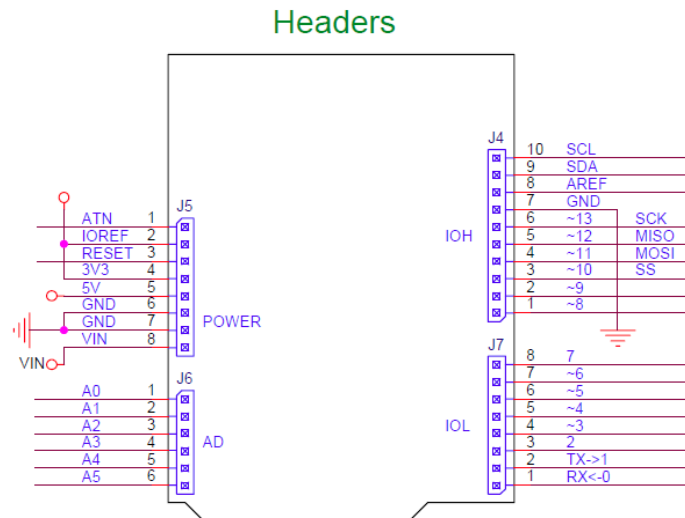 Headers
J5
ATN 1
IOREF 2
RESET 3
3V3 4
5V 5
GND 6
GND 7
VIN 8
POWER
VIN
J6
A0 1
A1 2
A2 3
A3 4
A4 5
A5 6
AD
J4
10 SCL
9 SDA
8 AREF
7 GND
6 ~13 SCK
5 ~12 MISO
4 ~11 MOSI
3 ~10 SS
2 ~9
1 ~8
IOH
J7
8 7
7 ~6
6 ~5
5 ~4
4 ~3
3 2
2 TX->1
1 RX<-0
IOL